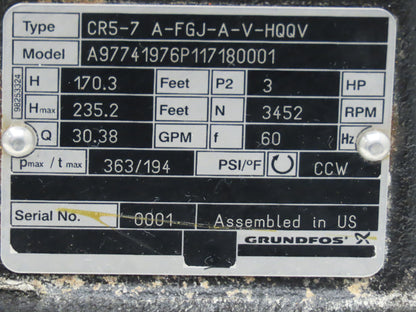 Type CR5-7 A-FGJ-A-V-HQQV
Model A97741976P117180001
H 170.3 Feet P2 3 HP
Hmax 235.2 Feet N 3452 RPM
Q 30.38 GPM f 60 Hz
pmax / tmax 363/194 PSI/°F CCW
98253324
Serial No. 0001 Assembled in US
GRUNDFOS